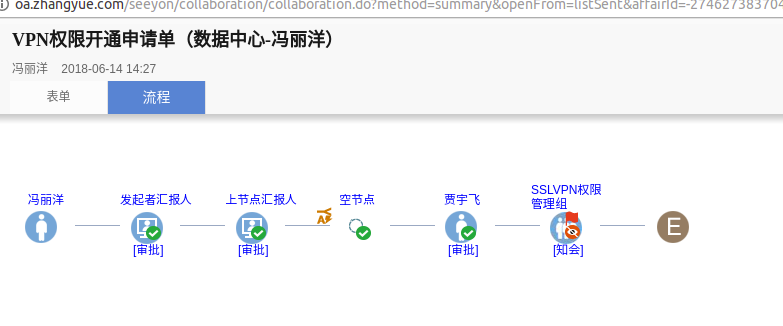 oa.zhangyue.com/seeyon/collaboration/collaboration.do?method=summary&openFrom=listSent&affairId=-274627383704
VPN权限开通申请单（数据中心-冯丽洋）
冯丽洋 2018-06-14 14:27
表单 流程
冯丽洋 发起者汇报人 上节点汇报人 空节点 贾宇飞 SSLVPN权限
管理组
A E
[审批] [审批] [审批] [知会]